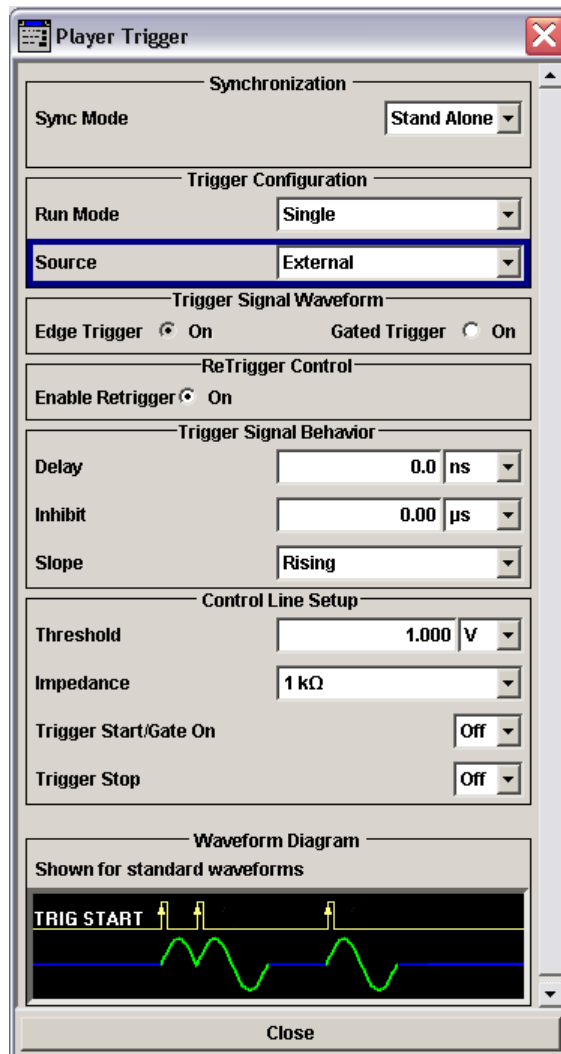 Player Trigger
Synchronization
Sync Mode Stand Alone
Trigger Configuration
Run Mode Single
Source External
Trigger Signal Waveform
Edge Trigger On Gated Trigger On
ReTrigger Control
Enable Retrigger On
Trigger Signal Behavior
Delay 0.0 ns
Inhibit 0.00 µs
Slope Rising
Control Line Setup
Threshold 1.000 V
Impedance 1 kΩ
Trigger Start/Gate On Off
Trigger Stop Off
Waveform Diagram
Shown for standard waveforms
TRIG START
Close